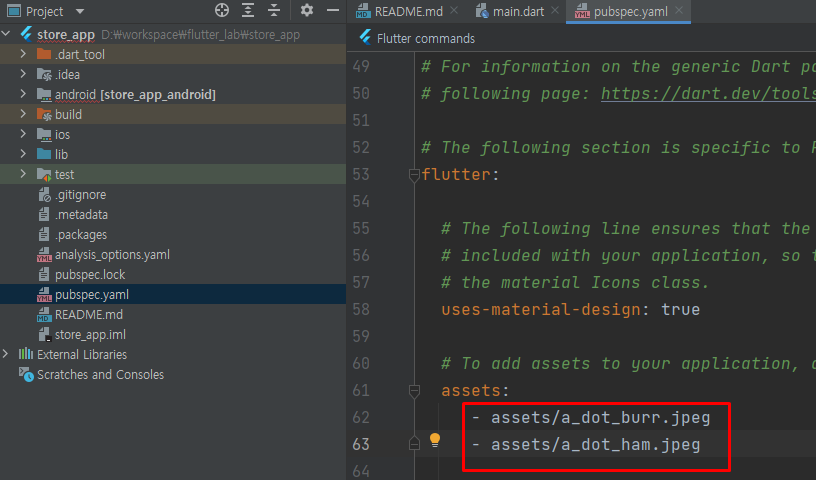 Project
README.md
main.dart
pubspec.yaml
store_app D:₩workspace₩flutter_lab₩store_app
Flutter commands
.dart_tool
.idea
android [store_app_android]
build
ios
lib
test
.gitignore
.metadata
.packages
analysis_options.yaml
pubspec.lock
pubspec.yaml
README.md
store_app.iml
External Libraries
Scratches and Consoles
49 # For information on the generic Dart
50 # following page: https://dart.dev/tools
51
52 # The following section is specific to
53 flutter:
54
55 # The following line ensures that the
56 # included with your application, so
57 # the material Icons class.
58 uses-material-design: true
59
60 # To add assets to your application,
61 assets:
62 - assets/a_dot_burr.jpeg
63 - assets/a_dot_ham.jpeg
64